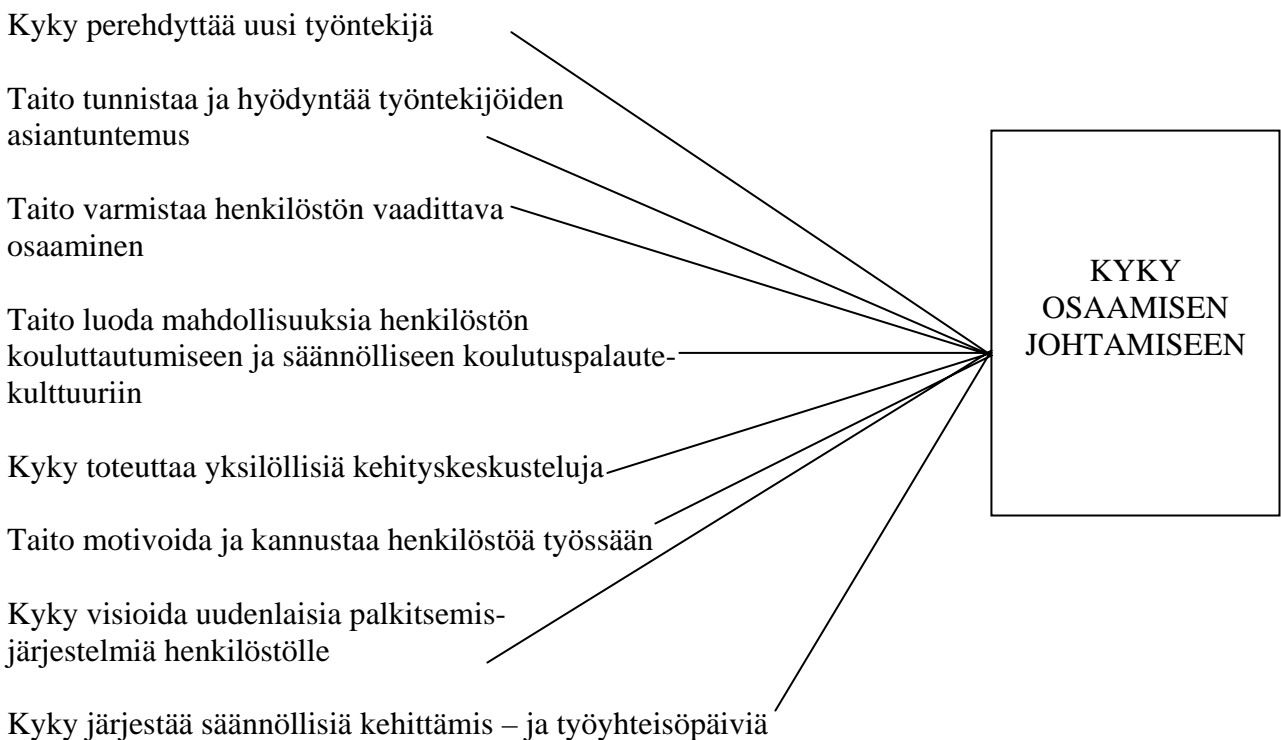 Kyky perehdyttää uusi työntekijä
Taito tunnistaa ja hyödyntää työntekijöiden
asiantuntemus
Taito varmistaa henkilöstön vaadittava
osaaminen
Taito luoda mahdollisuuksia henkilöstön
kouluttautumiseen ja säännölliseen koulutuspalaute-
kulttuuriin
Kyky toteuttaa yksilöllisiä kehityskeskusteluja
Taito motivoida ja kannustaa henkilöstöä työssään
Kyky visioida uudenlaisia palkitsemis-
järjestelmiä henkilöstölle
Kyky järjestää säännöllisiä kehittämis – ja työyhteisöpäiviä
KYKY
OSAAMISEN
JOHTAMISEEN